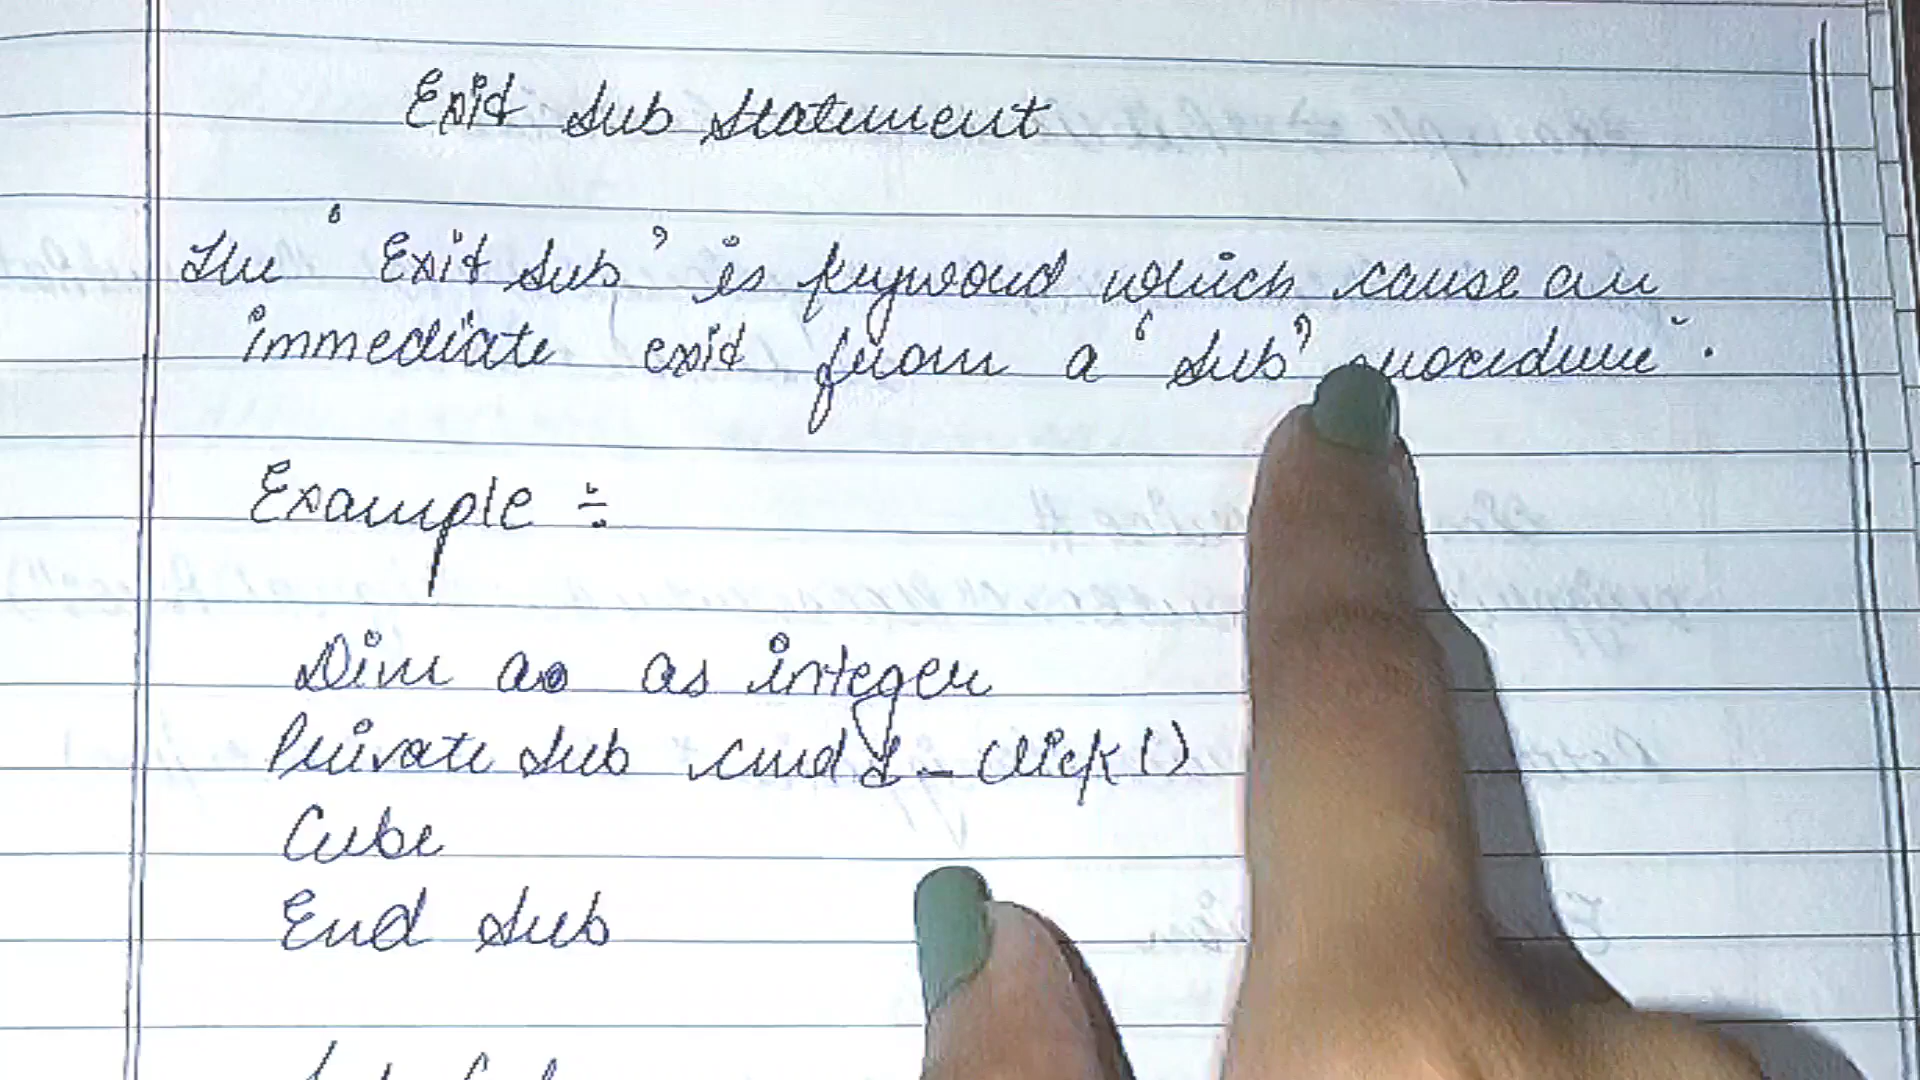 Exit Sub Statement
The 'Exit Sub' is keyword which cause an
immediate exit from a 'Sub' procedure.
Example ÷
Dim a as integer
Private Sub cmd1_Click()
Cube
End Sub